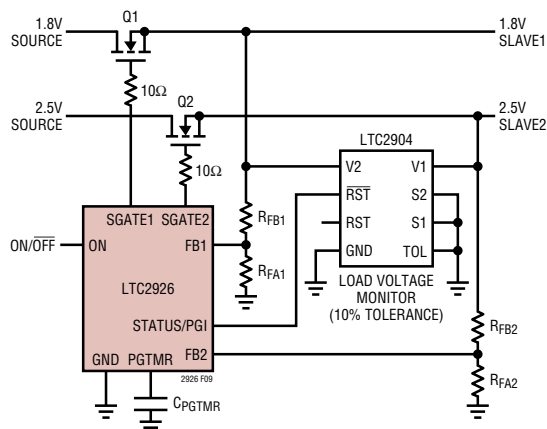 Q1
1.8V
SOURCE
1.8V
SLAVE1
10Ω
Q2
2.5V
SOURCE
2.5V
SLAVE2
10Ω
LTC2904
V2
V1
RST
S2
RST
S1
GND
TOL
LOAD VOLTAGE
MONITOR
(10% TOLERANCE)
SGATE1
SGATE2
RFB1
ON/OFF
ON
FB1
RFA1
LTC2926
STATUS/PGI
FB2
RFB2
GND
PGTMR
2926 F09
RFA2
CPGTMR